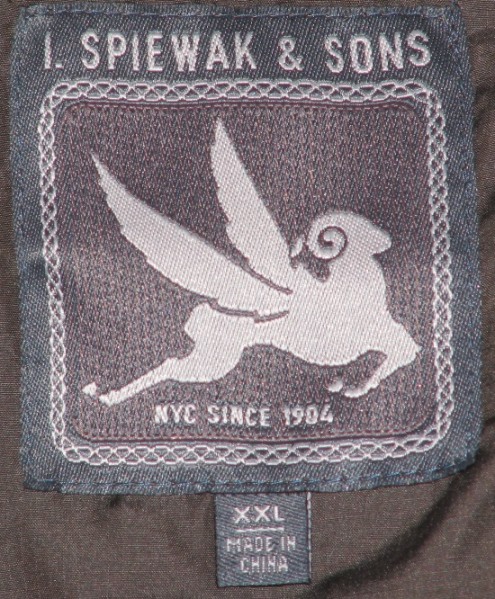 I. SPIEWAK & SONS
NYC SINCE 1904
XXL
MADE IN
CHINA